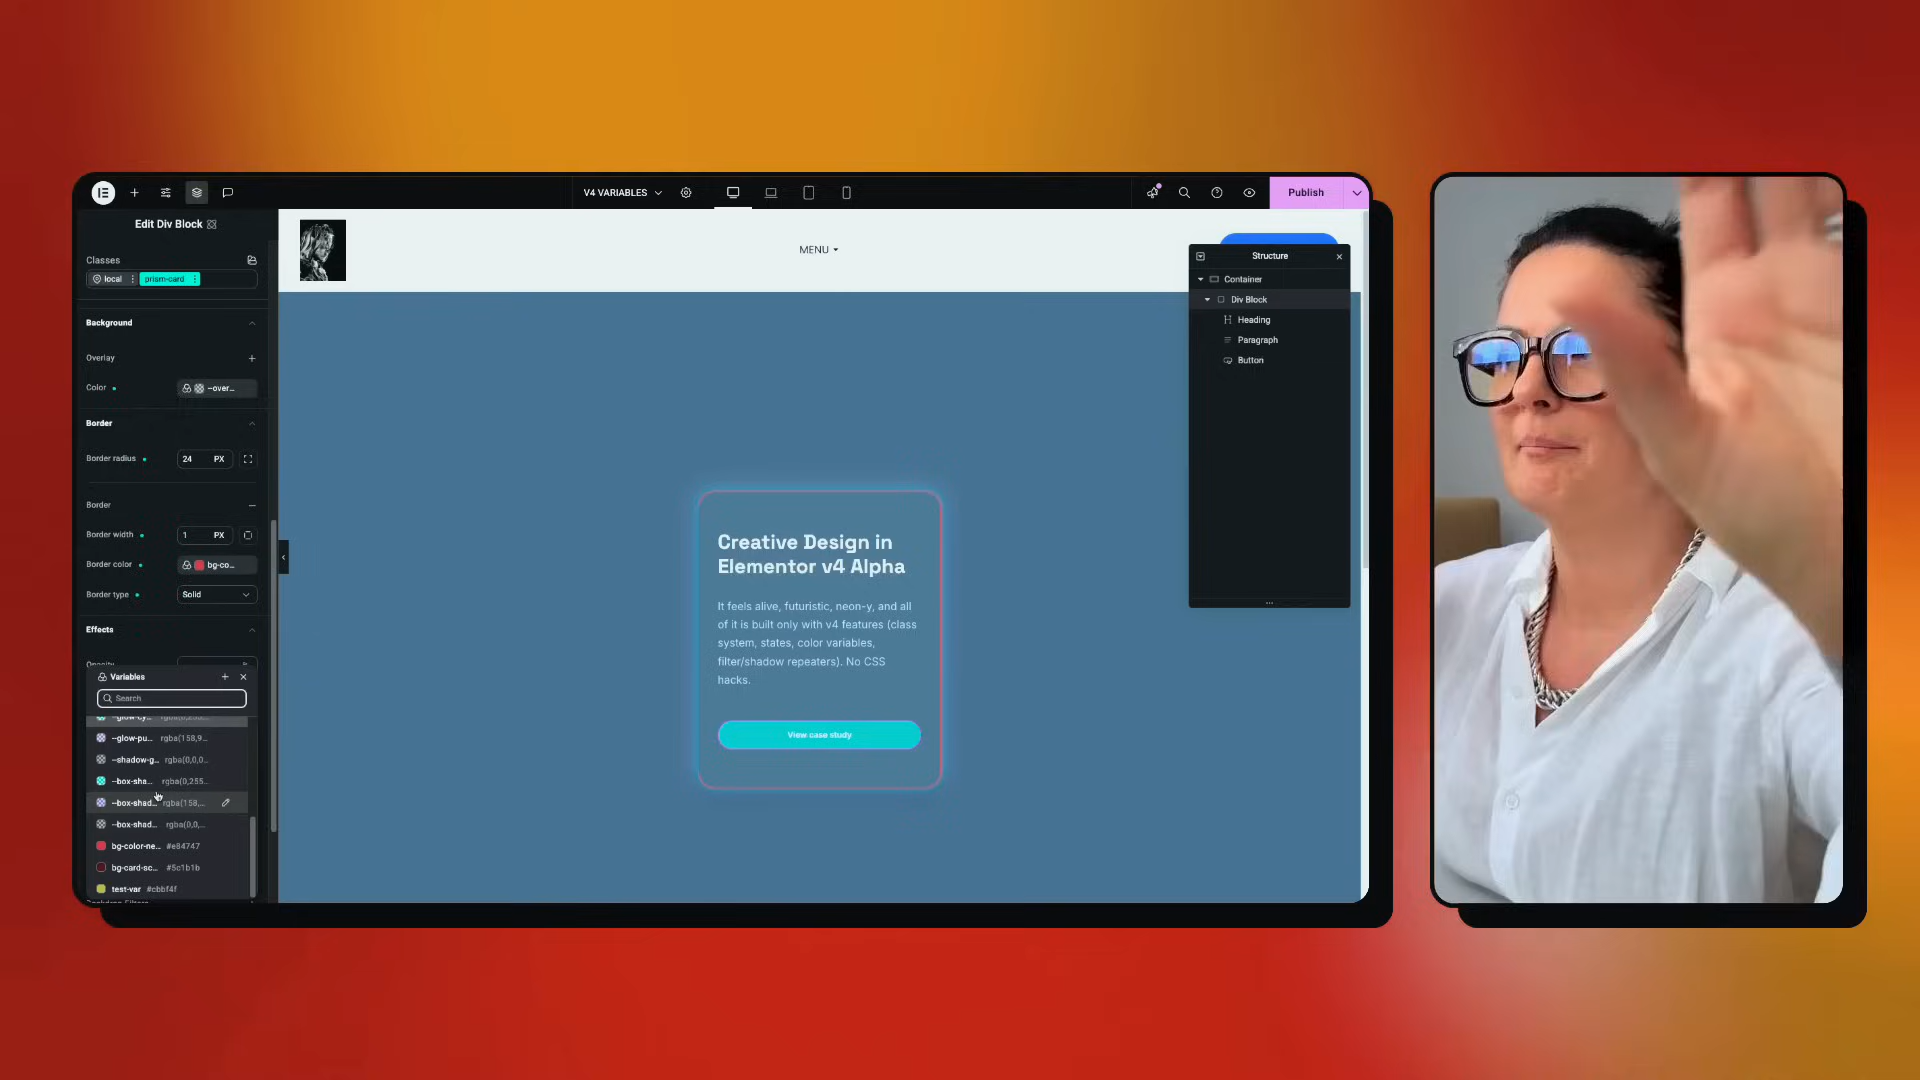 V4 VARIABLES
Publish
Edit Div Block
Classes
local
prism-card
Background
Overlay
Color
--over...
Border
Border radius
24 PX
Border
Border width
1 PX
Border color
bg-co...
Border type
Solid
Effects
Opacity
Variables
Search
--glow-cy...
--glow-pu... rgba(158,9...
--shadow-g... rgba(0,0,0...
--box-sha... rgba(0,255...
--box-shad... rgba(158,...
--box-shad... rgba(0,0,...
bg-color-ne... #e84747
bg-card-sc... #5c1b1b
test-var #cbbf4f
MENU
Creative Design in
Elementor v4 Alpha
It feels alive, futuristic, neon-y, and all
of it is built only with v4 features (class
system, states, color variables,
filter/shadow repeaters). No CSS
hacks.
View case study
Structure
Container
Div Block
Heading
Paragraph
Button